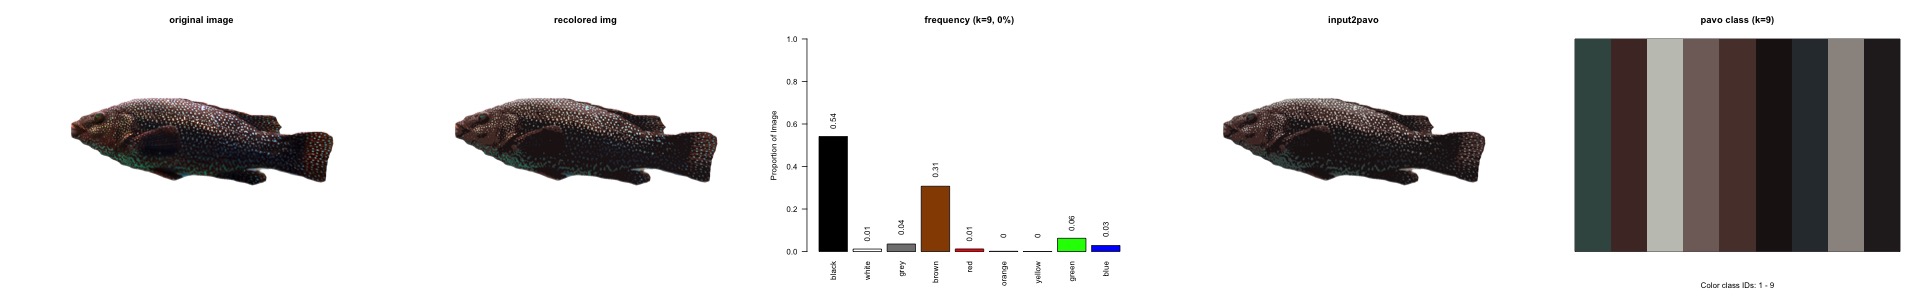 original image
recolored img
frequency (k=9, 0%)
input2pavo
pavo class (k=9)
Proportion of Image
1.0
0.8
0.6
0.4
0.2
0.0
0.54
0.01
0.04
0.31
0.01
0
0
0.06
0.03
black
white
grey
brown
red
orange
yellow
green
blue
Color class IDs: 1 - 9